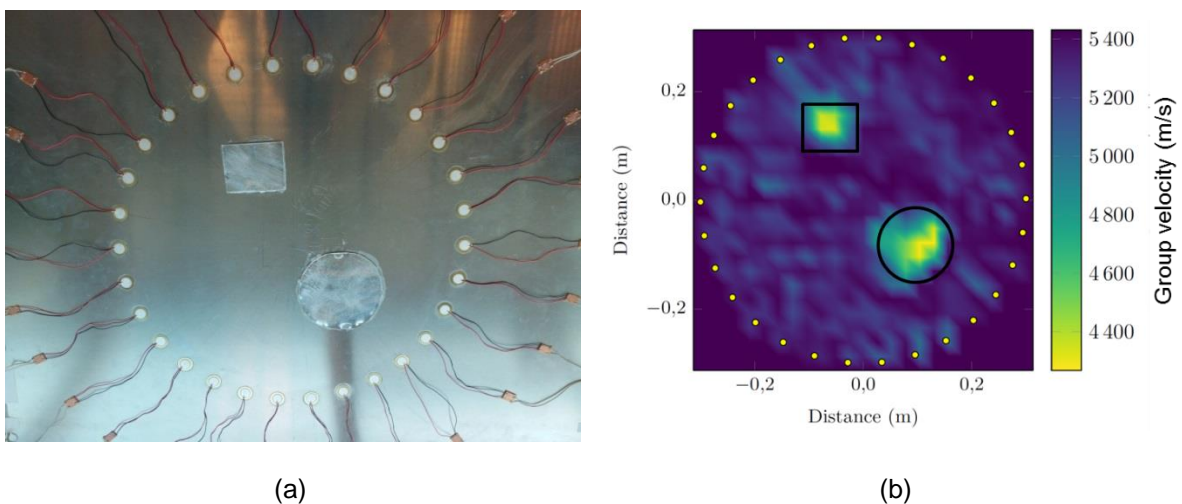 0,2
0,0
−0,2
Distance (m)
−0,2 0,0 0,2
Distance (m)
5 400
5 200
5 000
4 800
4 600
4 400
Group velocity (m/s)
(a) (b)